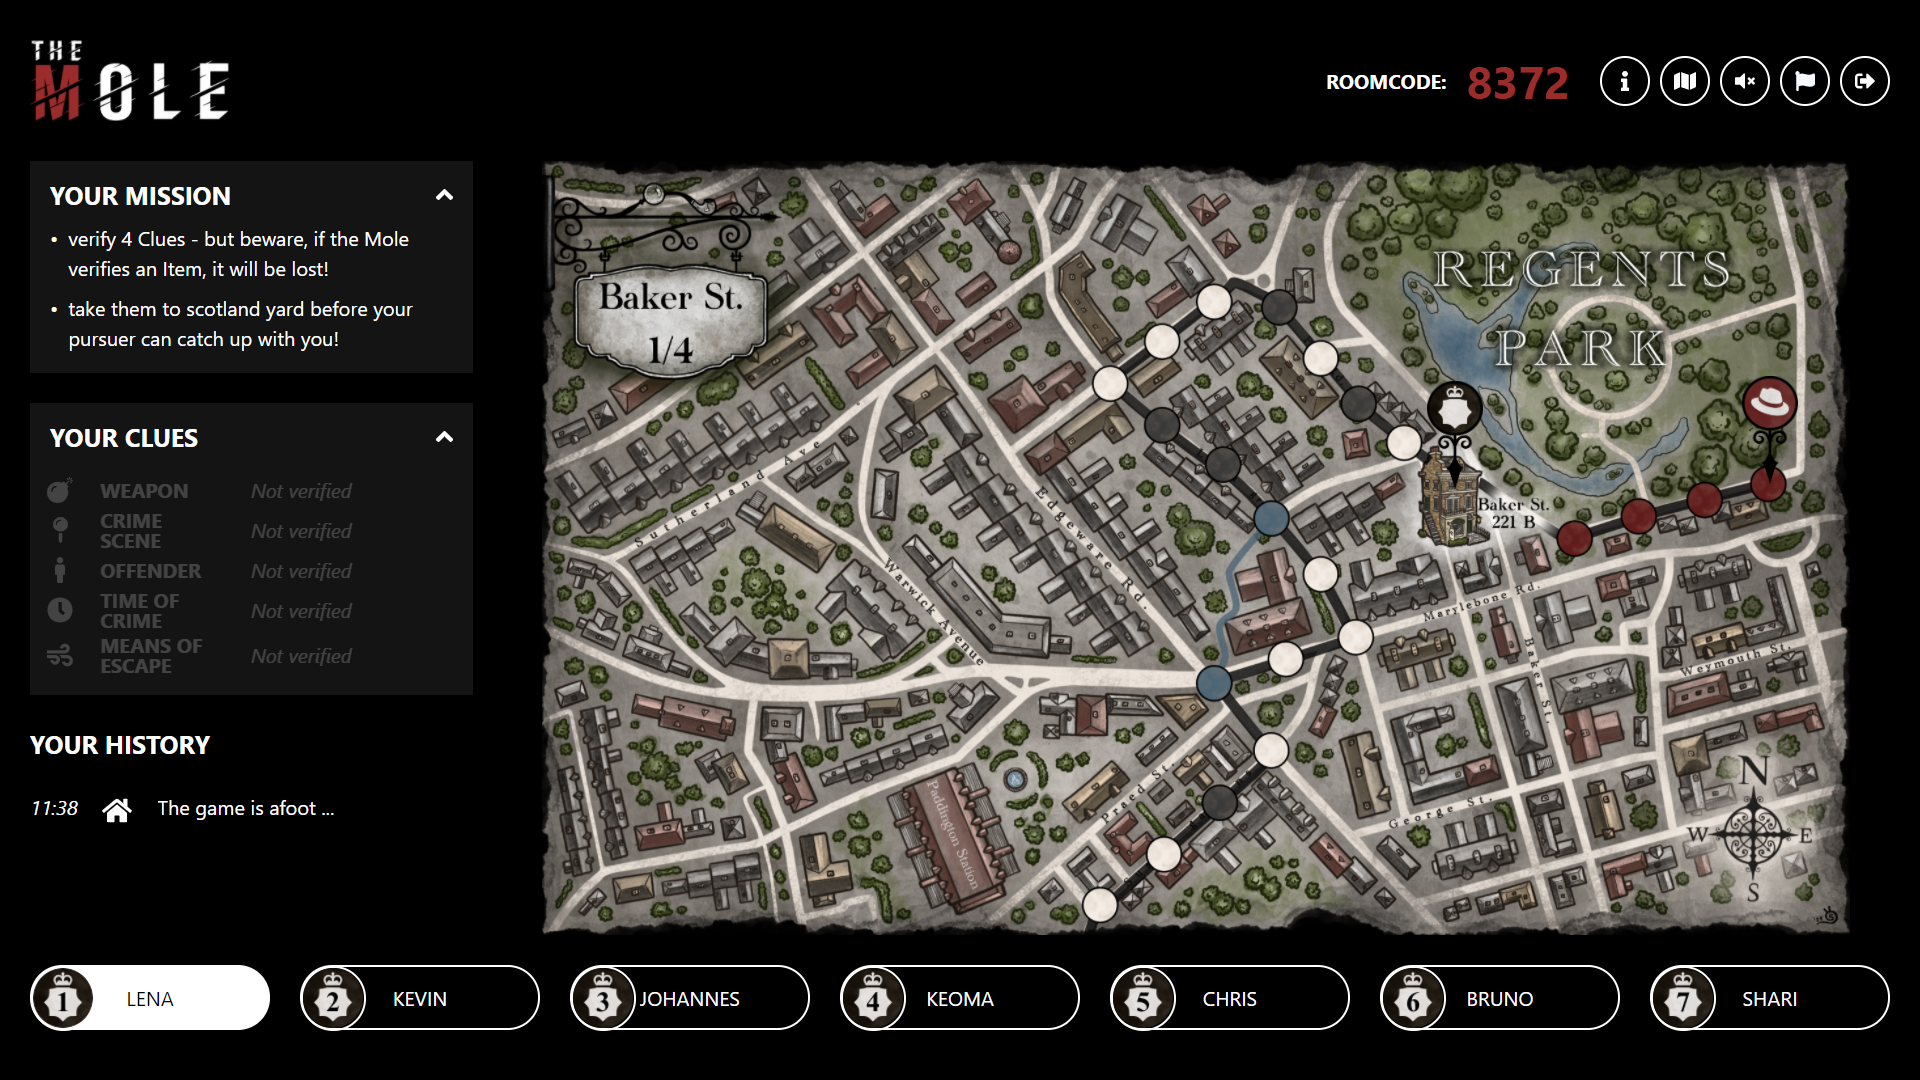 THE
MOLE
ROOMCODE: 8372
YOUR MISSION
• verify 4 Clues - but beware, if the Mole
verifies an Item, it will be lost!
• take them to scotland yard before your
pursuer can catch up with you!
YOUR CLUES
WEAPON Not verified
CRIME
SCENE Not verified
OFFENDER Not verified
TIME OF
CRIME Not verified
MEANS OF
ESCAPE Not verified
YOUR HISTORY
11:38 The game is afoot ...
Baker St.
1/4
REGENTS
PARK
Baker St.
221 B
Sutherland Ave
Edgeware Rd.
Warwick Avenue
Marylebone Rd.
Baker St.
Weymouth St.
Praed St.
George St.
Paddington Station
N
W E
S
1 LENA
2 KEVIN
3 JOHANNES
4 KEOMA
5 CHRIS
6 BRUNO
7 SHARI